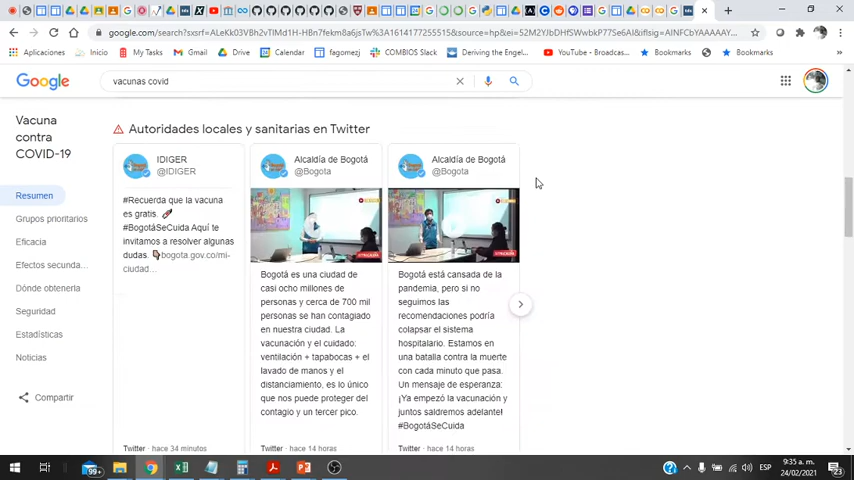 google.com/search?sxsrf=ALeKk03VBh2vTIMd1H-HBn7fekm8a6jsTw%3A1614177255515&source=hp&ei=52M2YJbDHfSWwbkP77Se6AI&iflsig=AINFCbYAAAAAY...
Aplicaciones
Inicio
My Tasks
Gmail
Drive
Calendar
fagomezj
COMBIOS Slack
Deriving the Engel...
YouTube - Broadcas...
Bookmarks
Bookmarks
Google
vacunas covid
Vacuna
contra
COVID-19
Resumen
Grupos prioritarios
Eficacia
Efectos secunda...
Dónde obtenerla
Seguridad
Estadísticas
Noticias
Compartir
Autoridades locales y sanitarias en Twitter
IDIGER
@IDIGER
#Recuerda que la vacuna
es gratis.
#BogotáSeCuida Aquí te
invitamos a resolver algunas
dudas. bogota.gov.co/mi-
ciudad...
Twitter · hace 34 minutos
Alcaldía de Bogotá
@Bogota
Bogotá es una ciudad de
casi ocho millones de
personas y cerca de 700 mil
personas se han contagiado
en nuestra ciudad. La
vacunación y el cuidado:
ventilación + tapabocas + el
lavado de manos y el
distanciamiento, es lo único
que nos puede proteger del
contagio y un tercer pico.
Twitter · hace 14 horas
Alcaldía de Bogotá
@Bogota
Bogotá está cansada de la
pandemia, pero si no
seguimos las
recomendaciones podría
colapsar el sistema
hospitalario. Estamos en
una batalla contra la muerte
con cada minuto que pasa.
Un mensaje de esperanza:
¡Ya empezó la vacunación y
juntos saldremos adelante!
#BogotáSeCuida
Twitter · hace 14 horas
99+
ESP
9:35 a. m.
24/02/2021
23